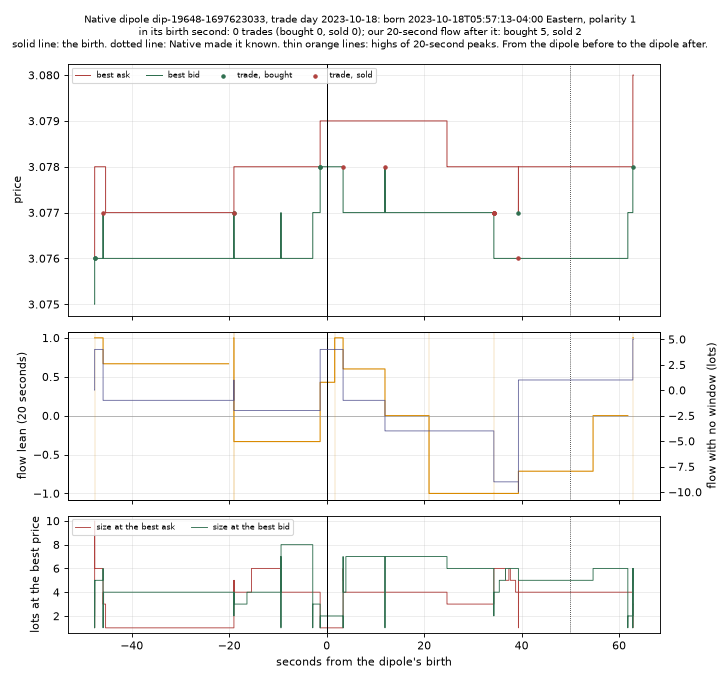 Native dipole dip-19648-1697623033, trade day 2023-10-18: born 2023-10-18T05:57:13-04:00 Eastern, polarity 1
in its birth second: 0 trades (bought 0, sold 0); our 20-second flow after it: bought 5, sold 2
solid line: the birth. dotted line: Native made it known. thin orange lines: highs of 20-second peaks. From the dipole before to the dipole after.
best ask best bid trade, bought trade, sold
3.080
3.079
3.078
3.077
3.076
3.075
price
1.0
0.5
0.0
−0.5
−1.0
flow lean (20 seconds)
5.0
2.5
0.0
−2.5
−5.0
−7.5
−10.0
flow with no window (lots)
size at the best ask size at the best bid
10
8
6
4
2
lots at the best price
−40 −20 0 20 40 60
seconds from the dipole's birth